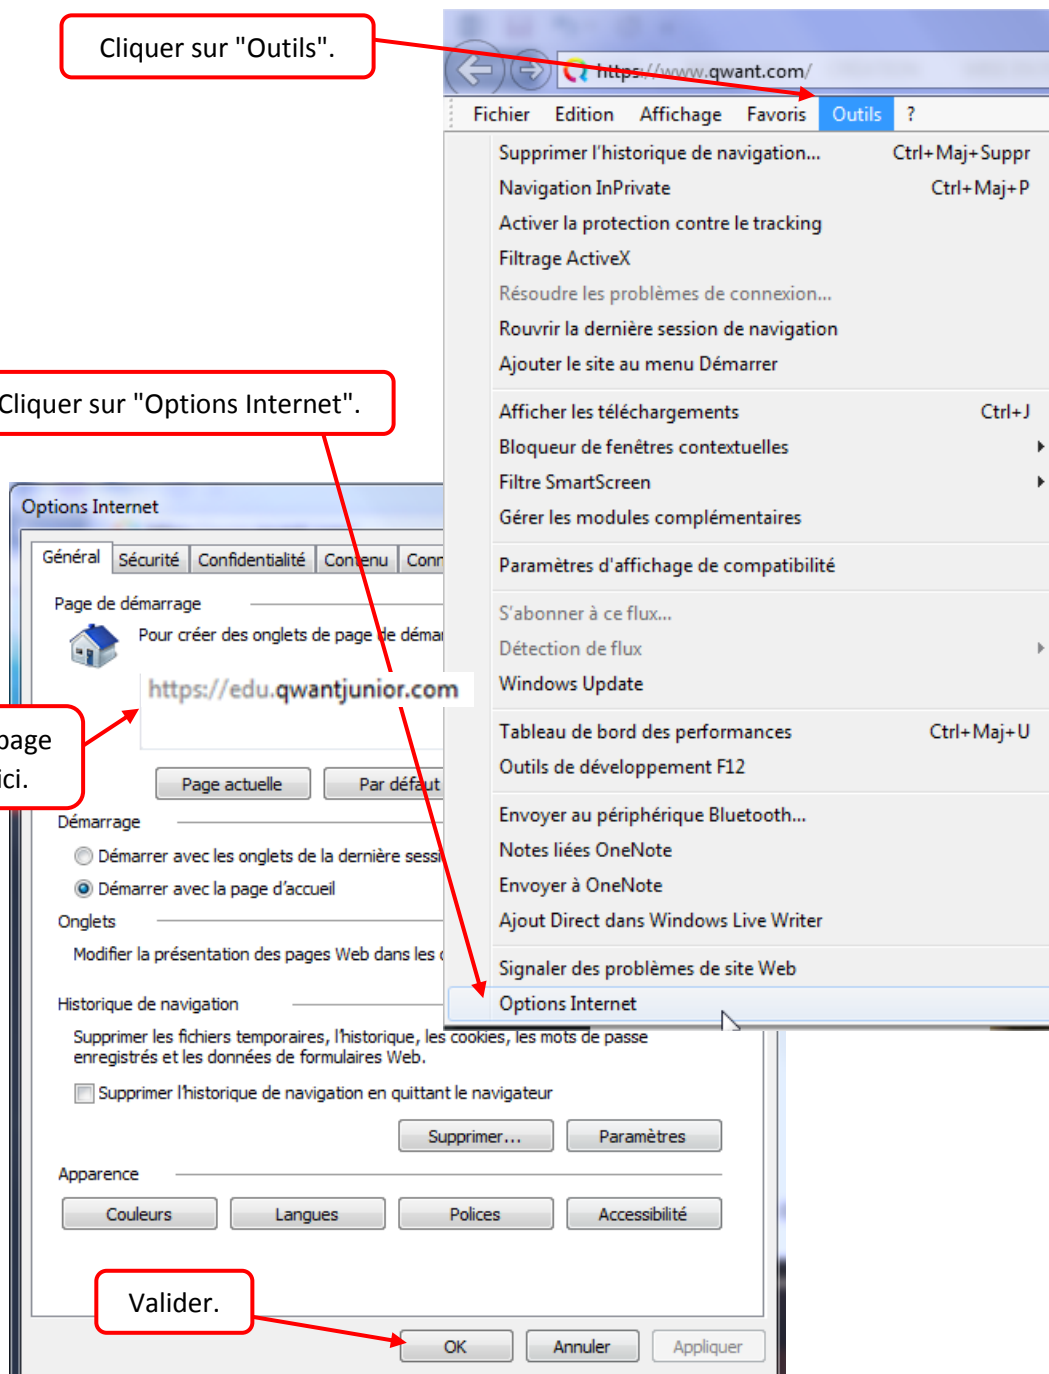 Cliquer sur "Outils".
https://www.qwant.com/
Fichier Edition Affichage Favoris Outils ?
Supprimer l'historique de navigation... Ctrl+Maj+Suppr
Navigation InPrivate Ctrl+Maj+P
Activer la protection contre le tracking
Filtrage ActiveX
Résoudre les problèmes de connexion...
Rouvrir la dernière session de navigation
Ajouter le site au menu Démarrer
Cliquer sur "Options Internet".
Afficher les téléchargements Ctrl+J
Bloqueur de fenêtres contextuelles
Filtre SmartScreen
Gérer les modules complémentaires
Paramètres d'affichage de compatibilité
S'abonner à ce flux...
Détection de flux
Windows Update
Tableau de bord des performances Ctrl+Maj+U
Outils de développement F12
Envoyer au périphérique Bluetooth...
Notes liées OneNote
Envoyer à OneNote
Ajout Direct dans Windows Live Writer
Signaler des problèmes de site Web
Options Internet
Options Internet
Général Sécurité Confidentialité Contenu Conn
Page de démarrage
Pour créer des onglets de page de démar
https://edu.qwantjunior.com
page
ici.
Page actuelle Par défaut
Démarrage
Démarrer avec les onglets de la dernière sessi
Démarrer avec la page d'accueil
Onglets
Modifier la présentation des pages Web dans les
Historique de navigation
Supprimer les fichiers temporaires, l'historique, les cookies, les mots de passe
enregistrés et les données de formulaires Web.
Supprimer l'historique de navigation en quittant le navigateur
Supprimer... Paramètres
Apparence
Couleurs Langues Polices Accessibilité
Valider.
OK Annuler Appliquer